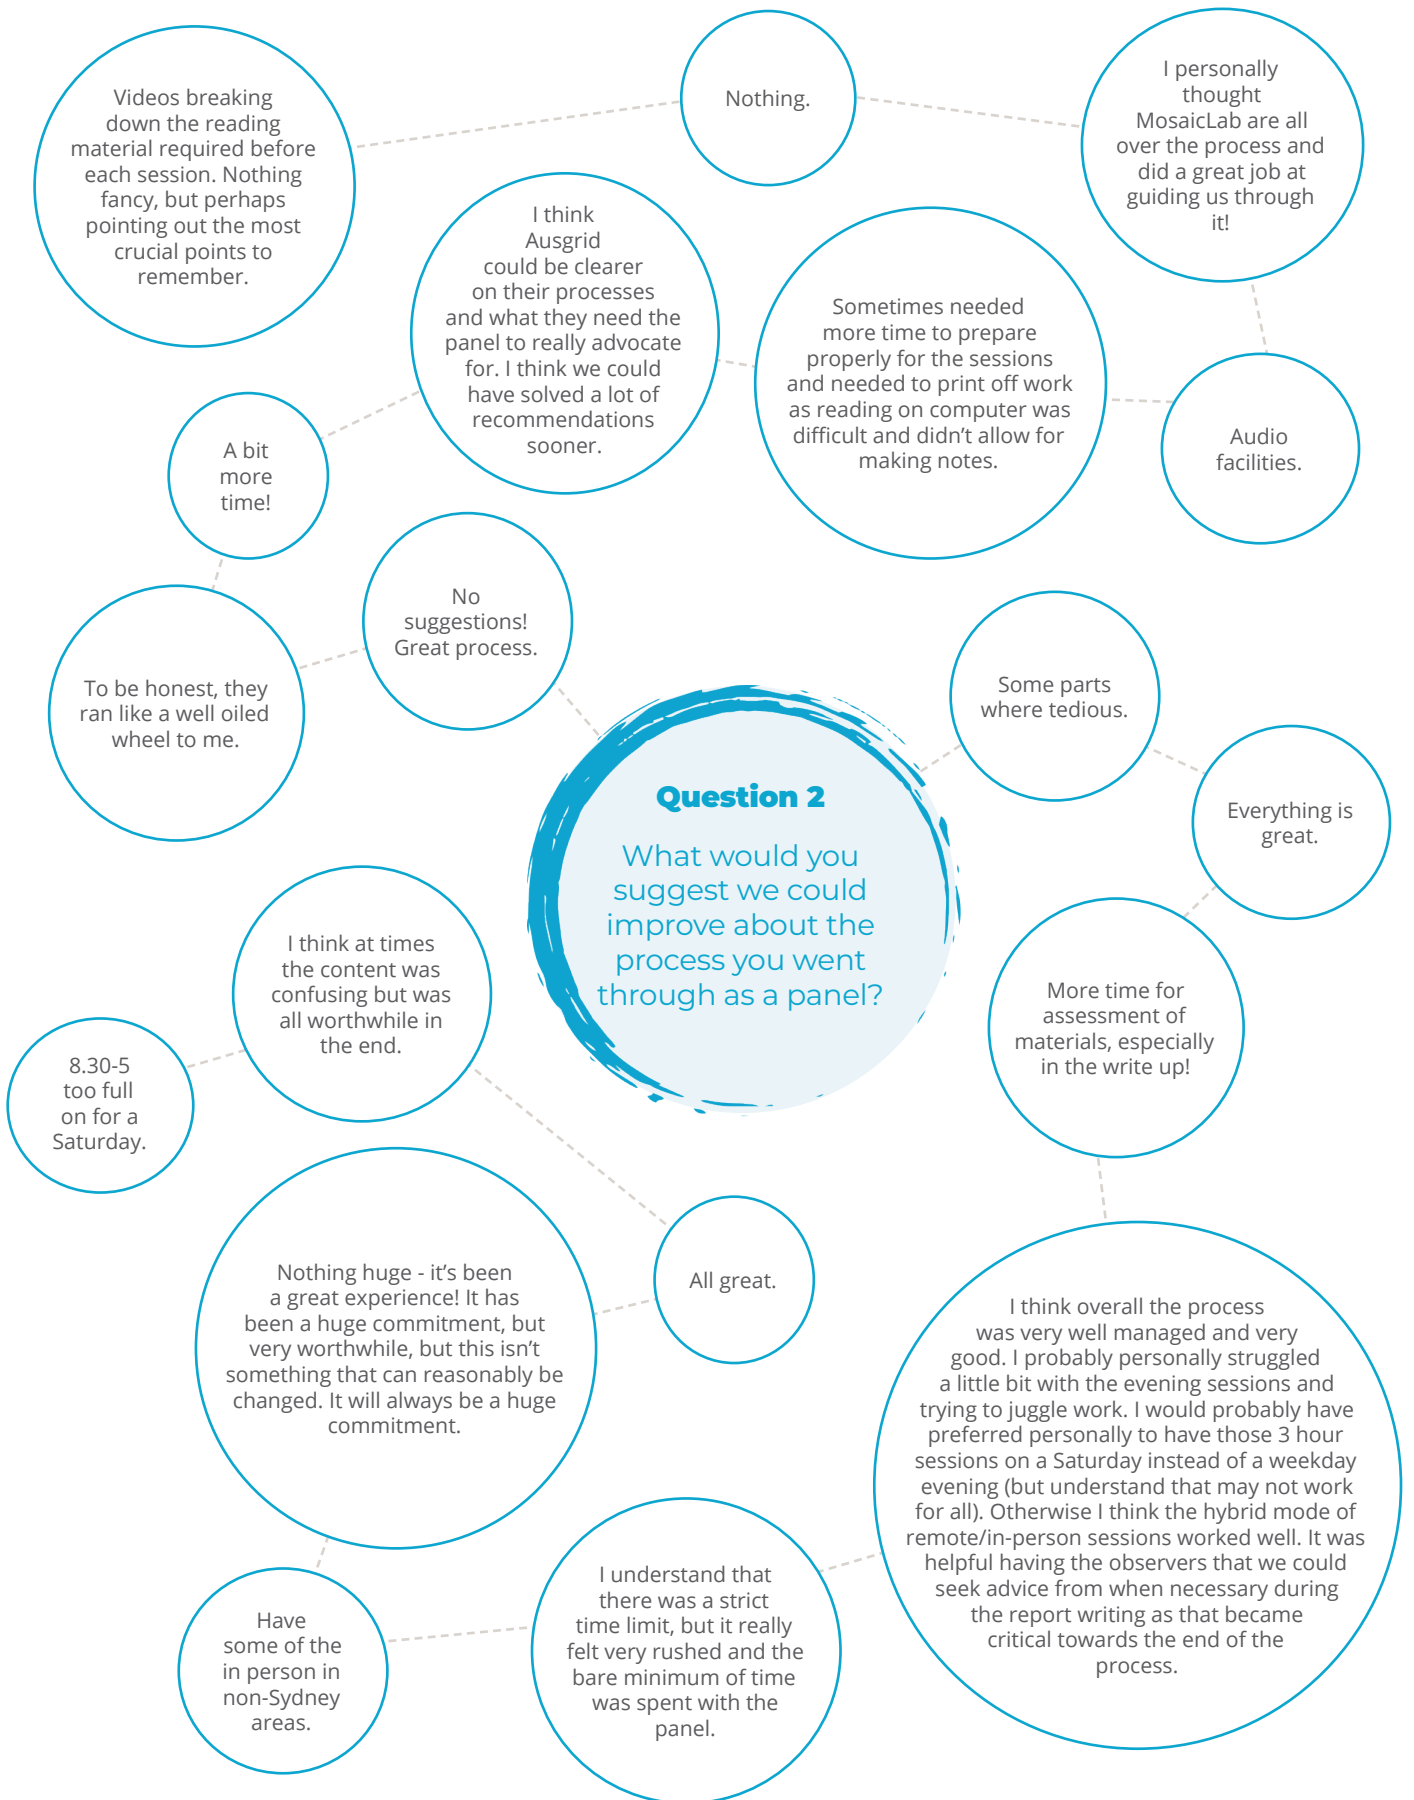 Videos breaking
down the reading
material required before
each session. Nothing
fancy, but perhaps
pointing out the most
crucial points to
remember.
Nothing.
I personally
thought
MosaicLab are all
over the process and
did a great job at
guiding us through
it!
I think
Ausgrid
could be clearer
on their processes
and what they need the
panel to really advocate
for. I think we could
have solved a lot of
recommendations
sooner.
Sometimes needed
more time to prepare
properly for the sessions
and needed to print off work
as reading on computer was
difficult and didn't allow for
making notes.
Audio
facilities.
A bit
more
time!
No
suggestions!
Great process.
To be honest, they
ran like a well oiled
wheel to me.
Some parts
where tedious.
Everything is
great.
Question 2
What would you
suggest we could
improve about the
process you went
through as a panel?
I think at times
the content was
confusing but was
all worthwhile in
the end.
More time for
assessment of
materials, especially
in the write up!
8.30-5
too full
on for a
Saturday.
Nothing huge - it's been
a great experience! It has
been a huge commitment, but
very worthwhile, but this isn't
something that can reasonably be
changed. It will always be a huge
commitment.
All great.
I think overall the process
was very well managed and very
good. I probably personally struggled
a little bit with the evening sessions and
trying to juggle work. I would probably have
preferred personally to have those 3 hour
sessions on a Saturday instead of a weekday
evening (but understand that may not work
for all). Otherwise I think the hybrid mode of
remote/in-person sessions worked well. It was
helpful having the observers that we could
seek advice from when necessary during
the report writing as that became
critical towards the end of the
process.
Have
some of the
in person in
non-Sydney
areas.
I understand that
there was a strict
time limit, but it really
felt very rushed and the
bare minimum of time
was spent with the
panel.